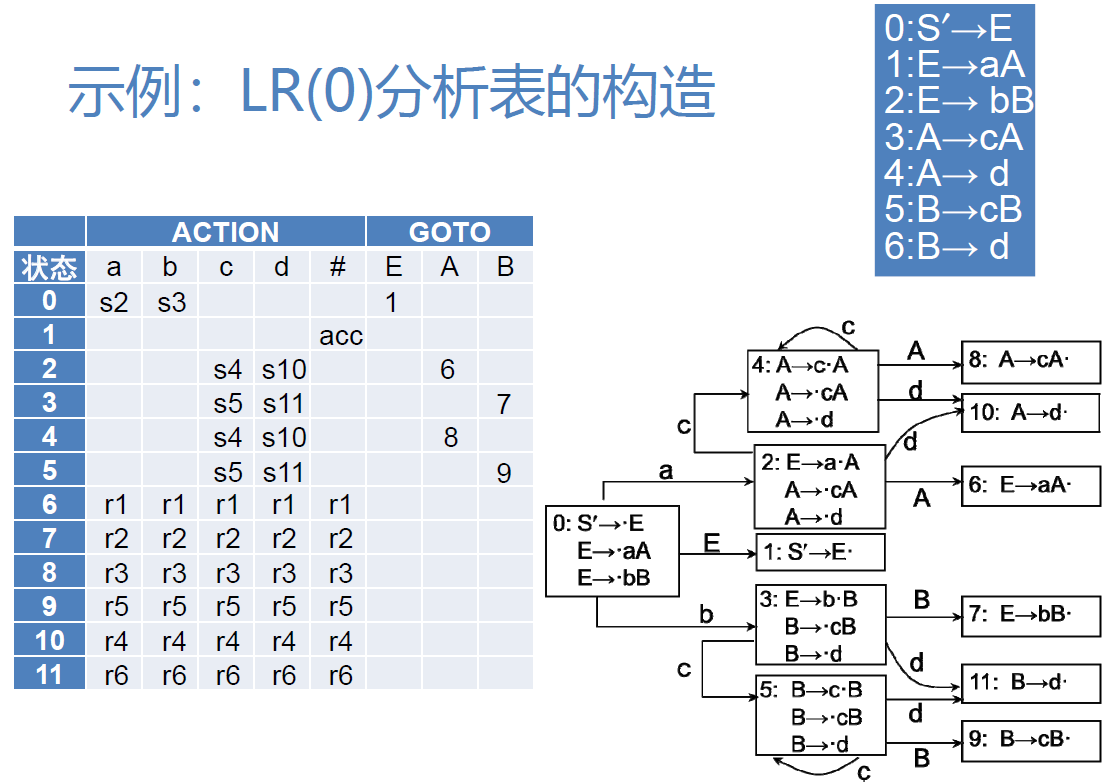 示例：LR(0)分析表的构造
0:S′→E
1:E→aA
2:E→ bB
3:A→cA
4:A→ d
5:B→cB
6:B→ d
ACTION GOTO
状态 a b c d # E A B
0 s2 s3 1
1 acc
2 s4 s10 6
3 s5 s11 7
4 s4 s10 8
5 s5 s11 9
6 r1 r1 r1 r1 r1
7 r2 r2 r2 r2 r2
8 r3 r3 r3 r3 r3
9 r5 r5 r5 r5 r5
10 r4 r4 r4 r4 r4
11 r6 r6 r6 r6 r6
c
4: A→c·A
A→·cA
A→·d
A
8: A→cA·
d
10: A→d·
c
d
a
2: E→a·A
A→·cA
A→·d
A
6: E→aA·
0: S′→·E
E→·aA
E→·bB
E
1: S′→E·
b
3: E→b·B
B→·cB
B→·d
B
7: E→bB·
c
d
11: B→d·
5: B→c·B
B→·cB
B→·d
d
9: B→cB·
B
c